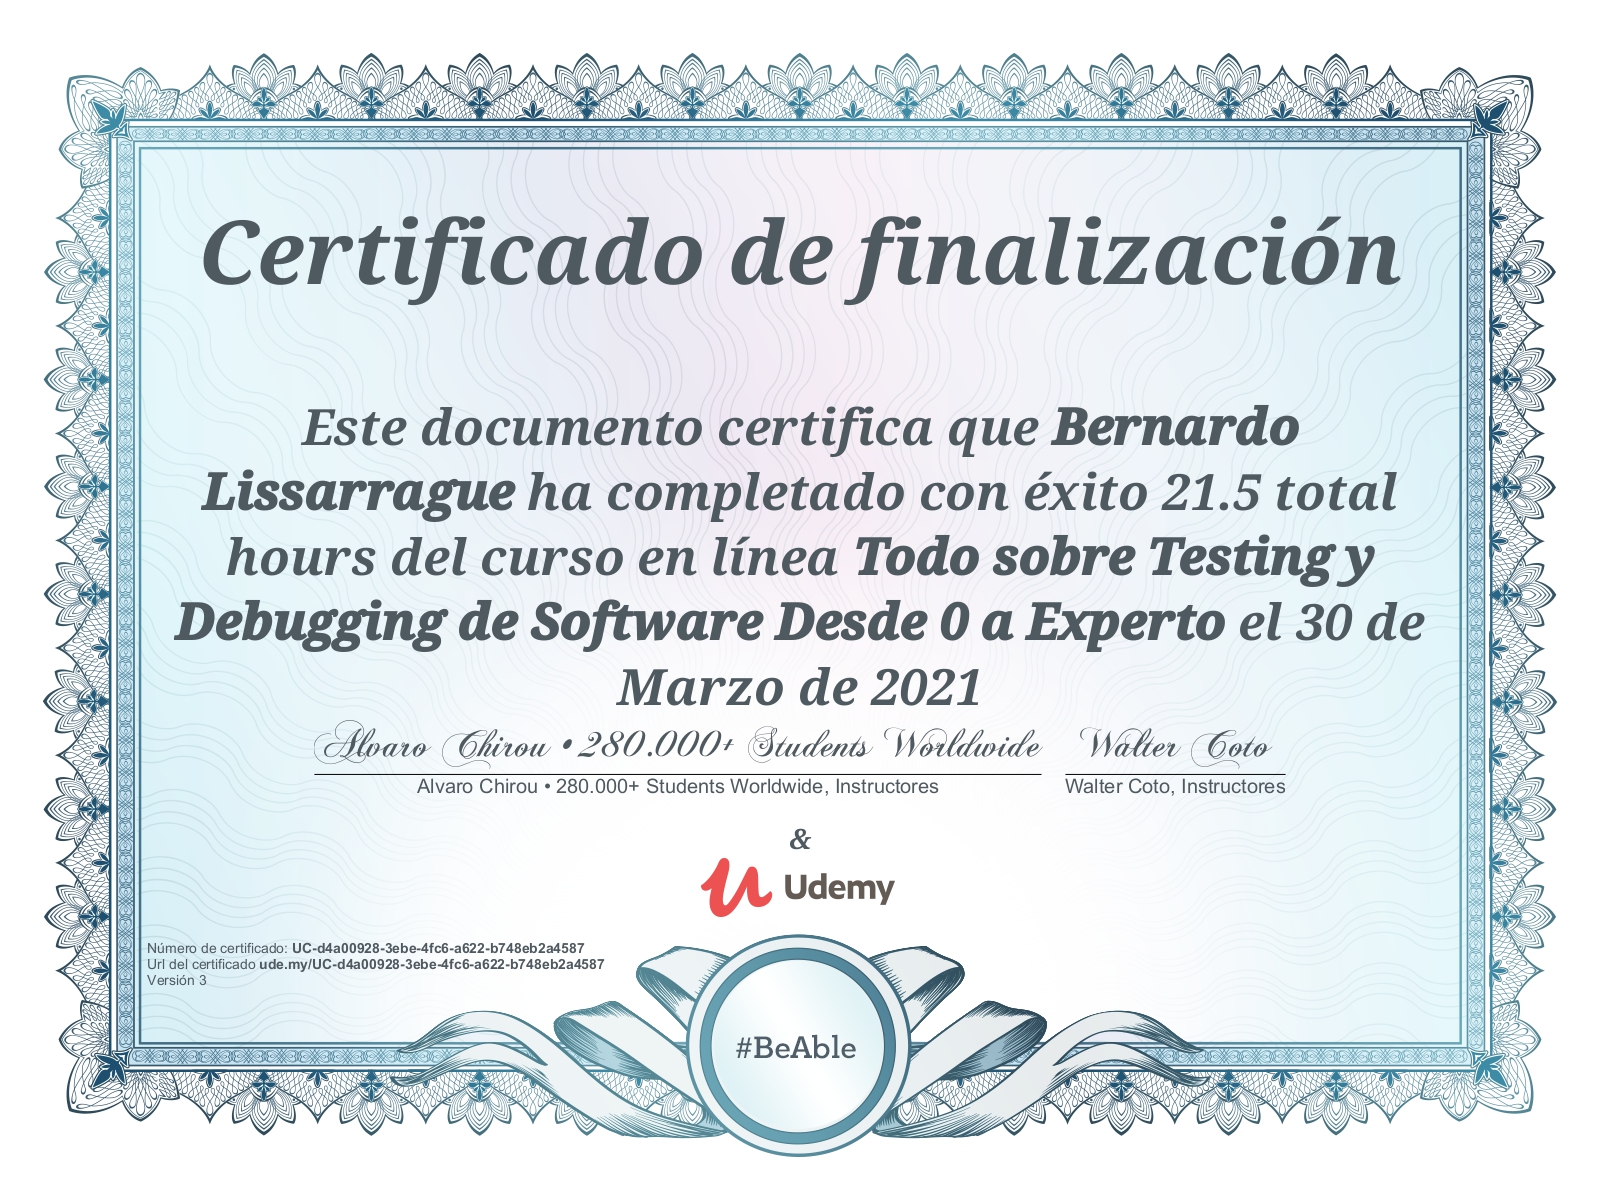 Certificado de finalización
Este documento certifica que Bernardo
Lissarrague ha completado con éxito 21.5 total
hours del curso en línea Todo sobre Testing y
Debugging de Software Desde 0 a Experto el 30 de
Marzo de 2021
Alvaro Chirou • 280.000+ Students Worldwide Walter Coto
Alvaro Chirou • 280.000+ Students Worldwide, Instructores Walter Coto, Instructores
&
Udemy
Número de certificado: UC-d4a00928-3ebe-4fc6-a622-b748eb2a4587
Url del certificado ude.my/UC-d4a00928-3ebe-4fc6-a622-b748eb2a4587
Versión 3
#BeAble